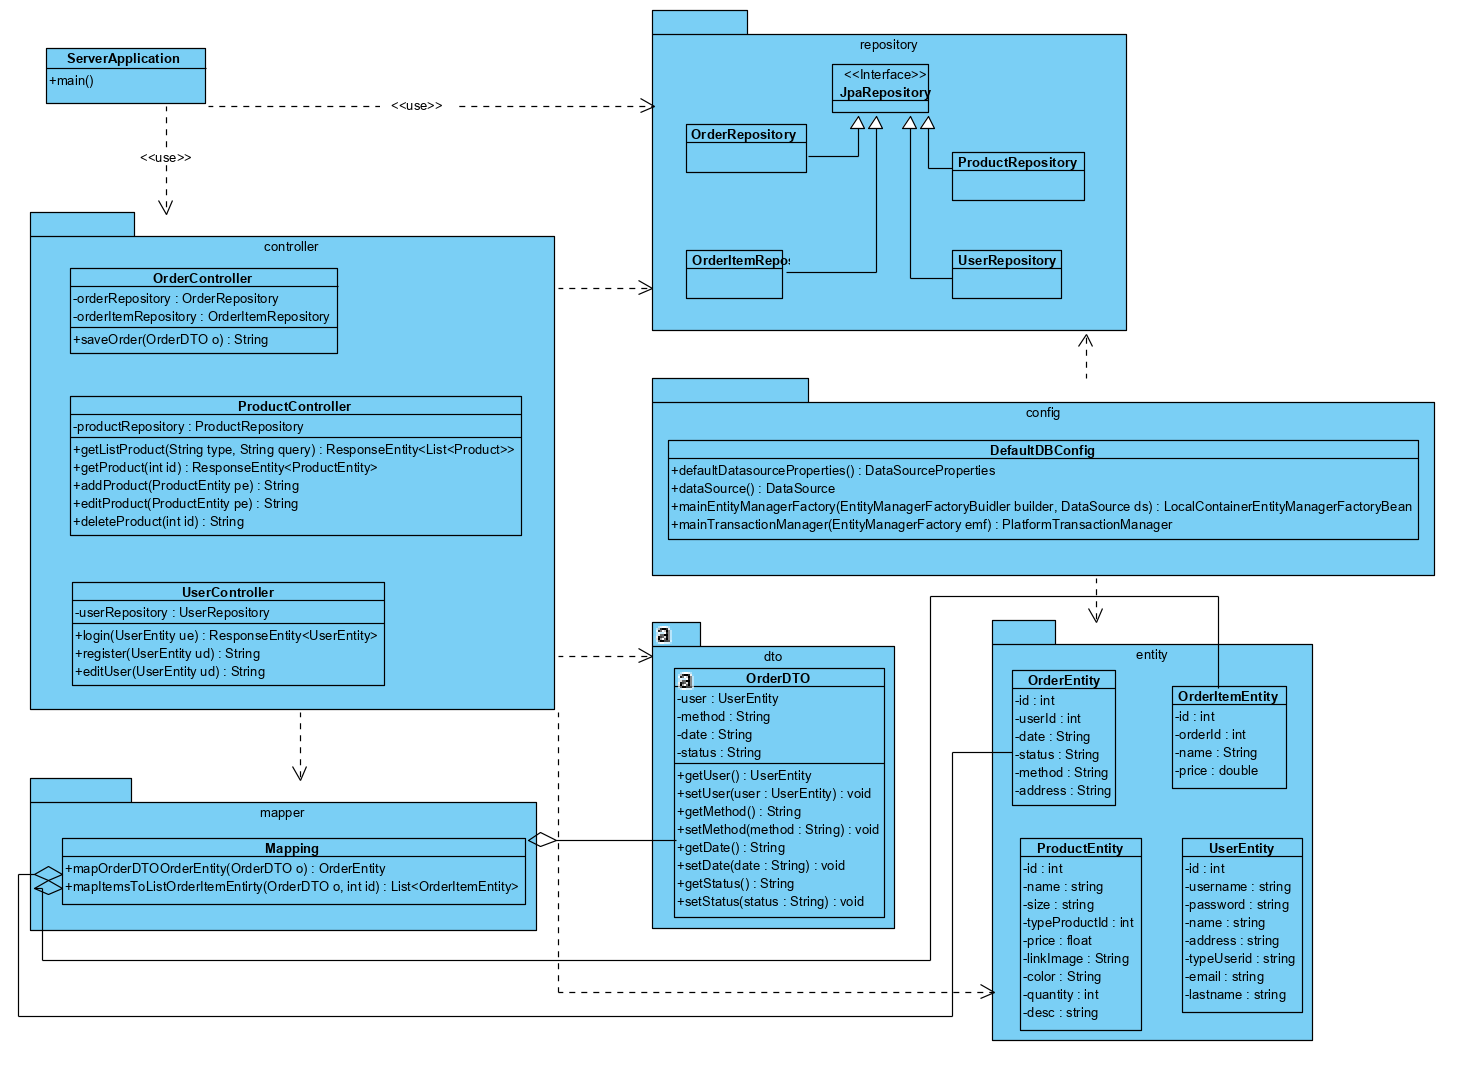 ServerApplication
+main()
<<use>>
<<use>>
repository
<<Interface>>
JpaRepository
OrderRepository
ProductRepository
OrderItemRepos
UserRepository
controller
OrderController
-orderRepository : OrderRepository
-orderItemRepository : OrderItemRepository
+saveOrder(OrderDTO o) : String
ProductController
-productRepository : ProductRepository
+getListProduct(String type, String query) : ResponseEntity<List<Product>>
+getProduct(int id) : ResponseEntity<ProductEntity>
+addProduct(ProductEntity pe) : String
+editProduct(ProductEntity pe) : String
+deleteProduct(int id) : String
UserController
-userRepository : UserRepository
+login(UserEntity ue) : ResponseEntity<UserEntity>
+register(UserEntity ud) : String
+editUser(UserEntity ud) : String
config
DefaultDBConfig
+defaultDatasourceProperties() : DataSourceProperties
+dataSource() : DataSource
+mainEntityManagerFactory(EntityManagerFactoryBuidler builder, DataSource ds) : LocalContainerEntityManagerFactoryBean
+mainTransactionManager(EntityManagerFactory emf) : PlatformTransactionManager
mapper
Mapping
+mapOrderDTOOrderEntity(OrderDTO o) : OrderEntity
+mapItemsToListOrderItemEntirty(OrderDTO o, int id) : List<OrderItemEntity>
a
dto
a
OrderDTO
-user : UserEntity
-method : String
-date : String
-status : String
+getUser() : UserEntity
+setUser(user : UserEntity) : void
+getMethod() : String
+setMethod(method : String) : void
+getDate() : String
+setDate(date : String) : void
+getStatus() : String
+setStatus(status : String) : void
entity
OrderEntity
-id : int
-userId : int
-date : String
-status : String
-method : String
-address : String
OrderItemEntity
-id : int
-orderId : int
-name : String
-price : double
ProductEntity
-id : int
-name : string
-size : string
-typeProductId : int
-price : float
-linkImage : String
-color : String
-quantity : int
-desc : string
UserEntity
-id : int
-username : string
-password : string
-name : string
-address : string
-typeUserid : string
-email : string
-lastname : string